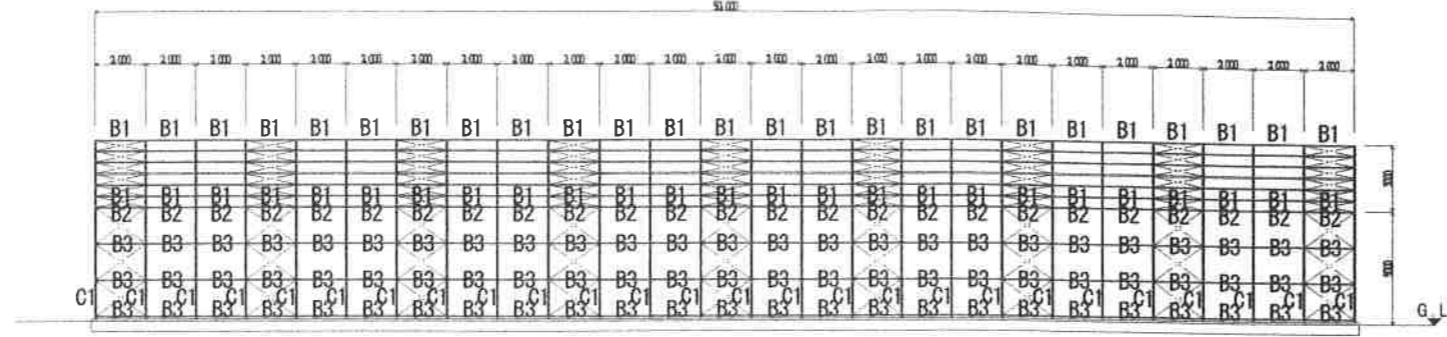 B1 B1 B1 B1 B1 B1 B1 B1 B1 B1 B1 B1 B1 B1 B1 B1 B1 B1 B1 B1 B1 B1 B1 B1 B1
B1 B1 B1 B1 B1 B1 B1 B1 B1 B1 B1 B1 B1 B1 B1 B1 B1 B1 B1 B1 B1 B1 B1 B1 B1
B2 B2 B2 B2 B2 B2 B2 B2 B2 B2 B2 B2 B2 B2 B2 B2 B2 B2 B2 B2 B2 B2 B2 B2 B2
B3 B3 B3 B3 B3 B3 B3 B3 B3 B3 B3 B3 B3 B3 B3 B3 B3 B3 B3 B3 B3 B3 B3 B3 B3
B3 B3 B3 B3 B3 B3 B3 B3 B3 B3 B3 B3 B3 B3 B3 B3 B3 B3 B3 B3 B3 B3 B3 B3 B3
C1 C1 C1 C1 C1 C1 C1 C1 C1 C1 C1 C1 C1 C1 C1 C1 C1 C1 C1 C1 C1 C1 C1 C1 C1 C1
B3 B3 B3 B3 B3 B3 B3 B3 B3 B3 B3 B3 B3 B3 B3 B3 B3 B3 B3 B3 B3 B3 B3 B3 B3
G.L